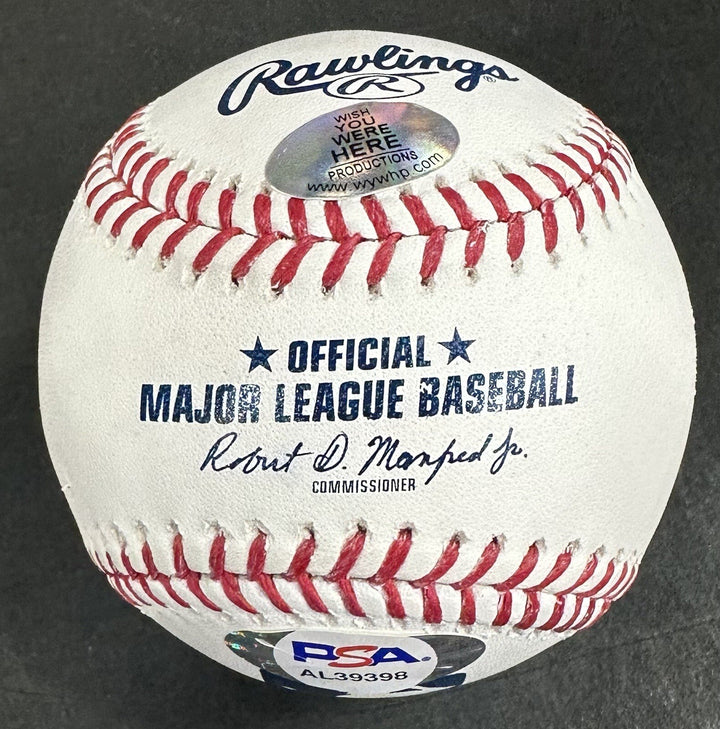 Rawlings®
R
WISH
YOU
WERE
HERE
PRODUCTIONS
www.wywhp.com
★ OFFICIAL ★
MAJOR LEAGUE BASEBALL
Robert D. Manfred Jr.
COMMISSIONER
PSA
AL39398